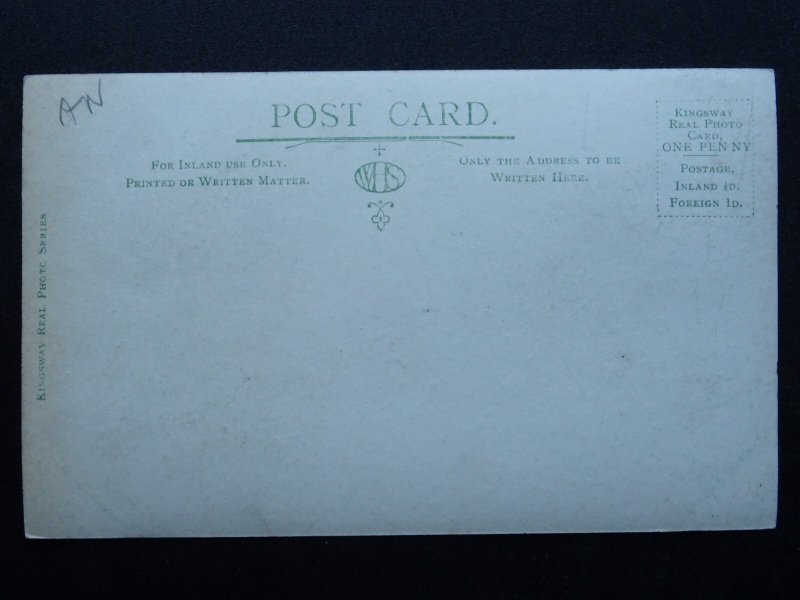 AN
POST CARD.
FOR INLAND USE ONLY.
PRINTED OR WRITTEN MATTER.
WHS
ONLY THE ADDRESS TO BE
WRITTEN HERE.
KINGSWAY
REAL PHOTO
CARD,
ONE PENNY
POSTAGE,
INLAND ½D.
FOREIGN 1D.
KINGSWAY REAL PHOTO SERIES